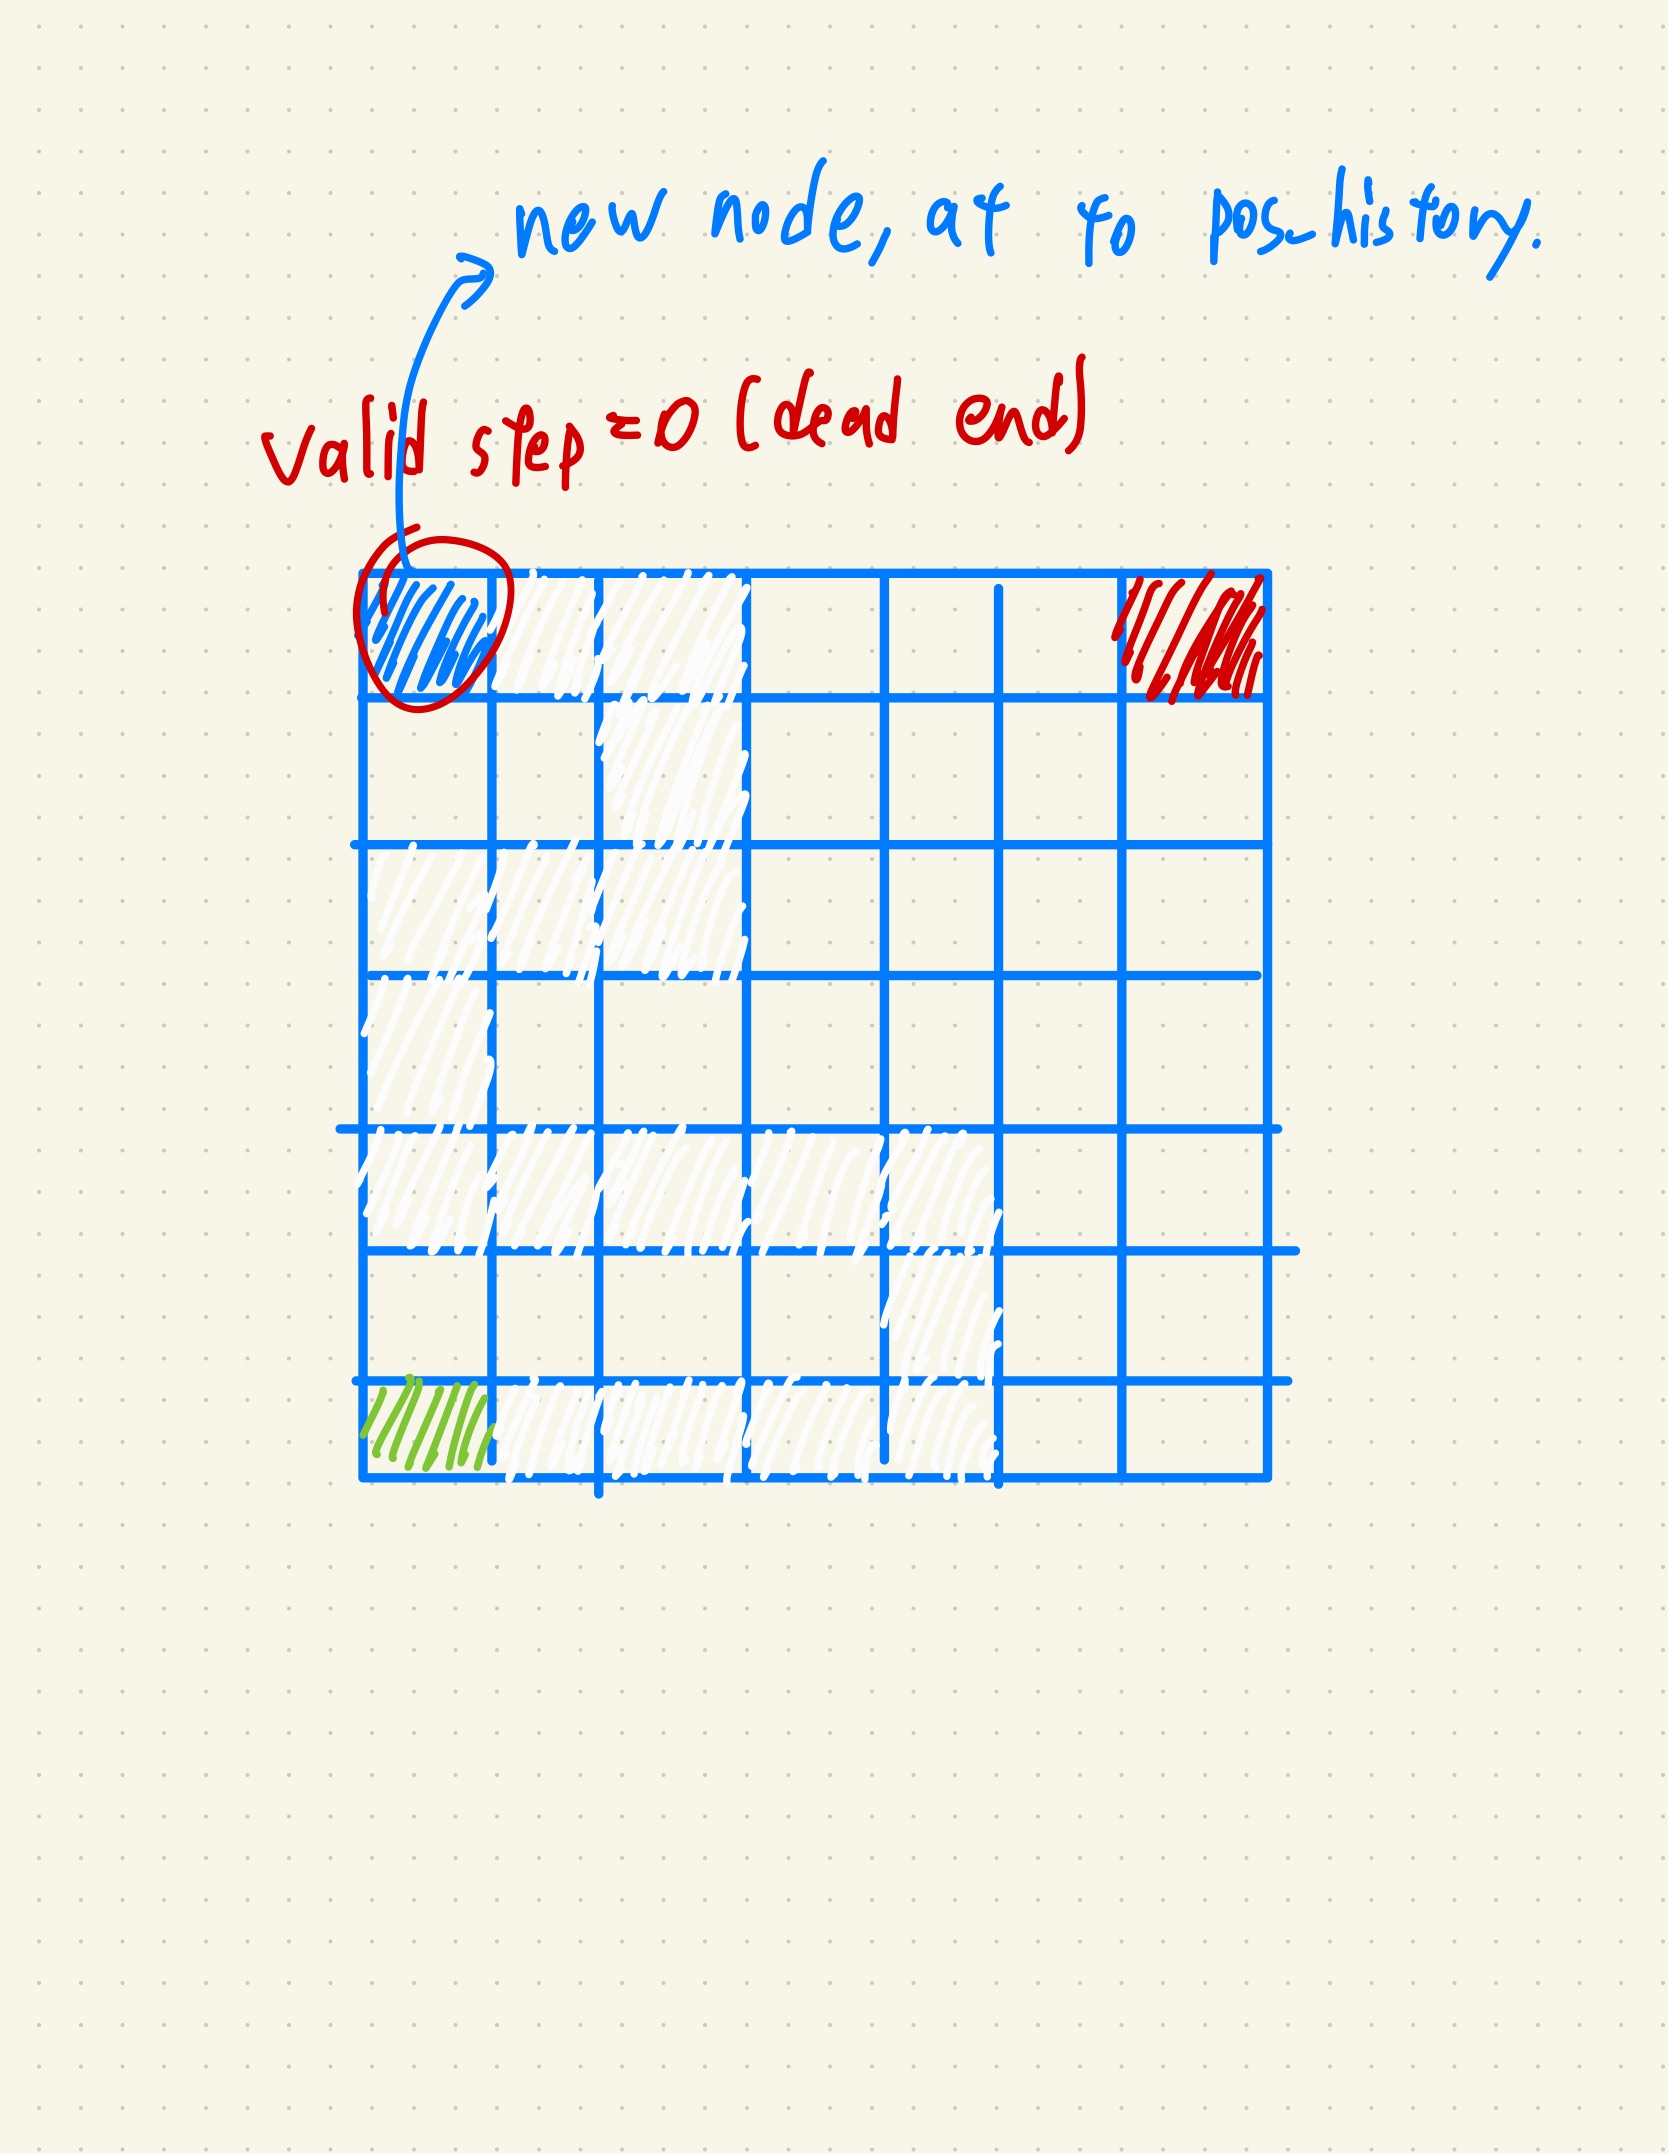 new node, at to pos_history.
valid step = 0 (dead end)